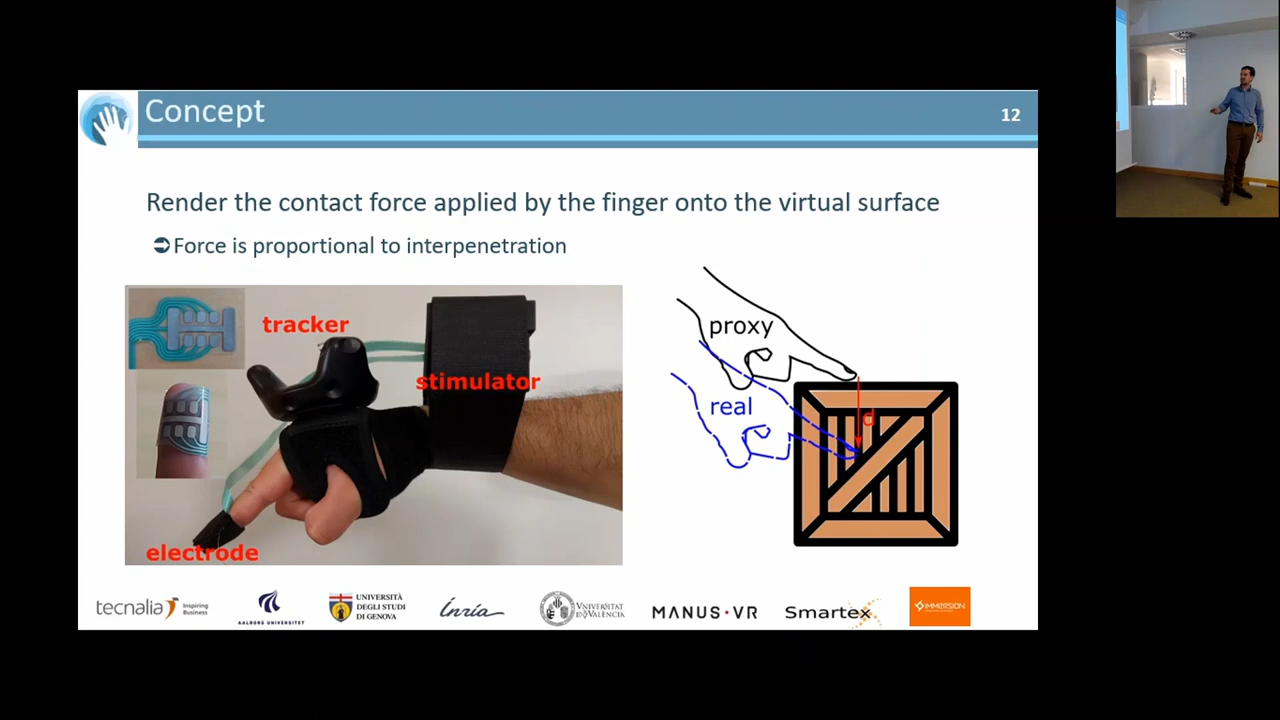 Concept
12
Render the contact force applied by the finger onto the virtual surface
➲ Force is proportional to interpenetration
tracker
stimulator
electrode
proxy
real
d
tecnalia Inspiring Business
AALBORG UNIVERSITET
UNIVERSITÀ DEGLI STUDI DI GENOVA
Inria
VNIVERSITAT D VALÈNCIA
MANUS·VR
Smartex
IMMERSION